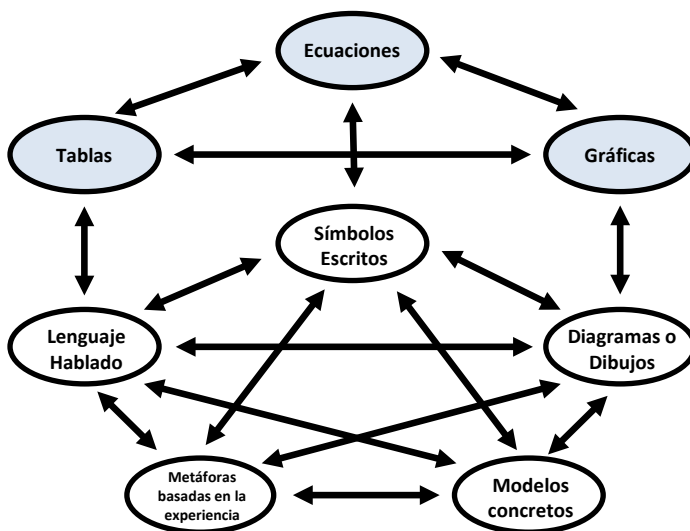 Ecuaciones
Tablas
Gráficas
Símbolos
Escritos
Lenguaje
Hablado
Diagramas o
Dibujos
Metáforas
basadas en la
experiencia
Modelos
concretos